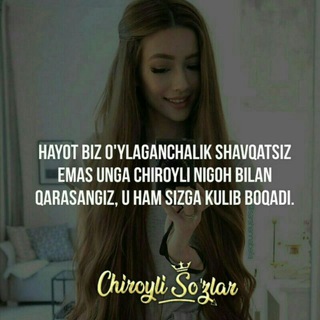 HAYOT BIZ O'YLAGANCHALIK SHAVQATSIZ
EMAS UNGA CHIROYLI NIGOH BILAN
QARASANGIZ, U HAM SIZGA KULIB BOQADI.
Chiroyli So'zlar